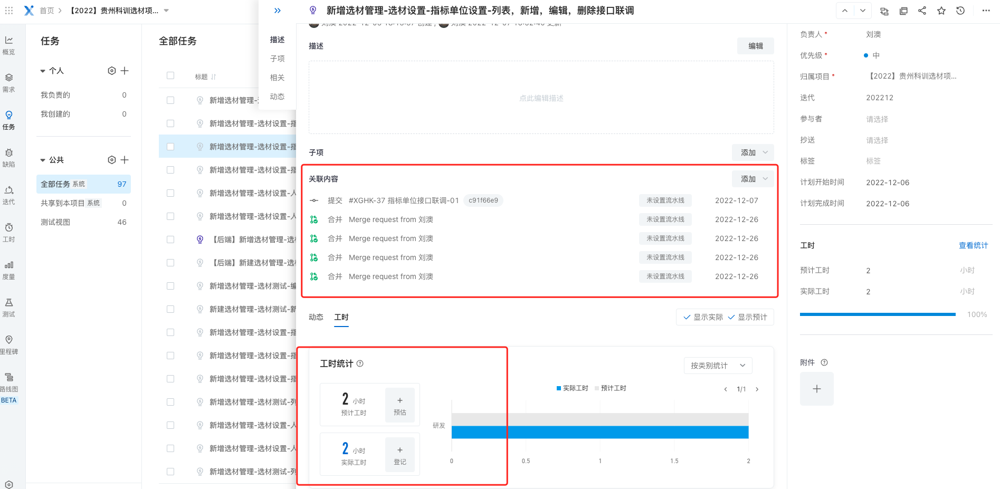 首页
【2022】贵州科训选材项...
概览
需求
任务
缺陷
迭代
工时
度量
测试
里程碑
路线图
BETA
任务
个人
我负责的 0
我创建的 0
公共
全部任务 系统 97
共享到本项目 系统 0
测试视图 46
全部任务
标题
新增选材管理-
新增选材管理-选材设置-指
新增选材管理-选材设置-指
新增选材管理-选材设置-指
新增选材管理-选材设置-人
新增选材管理-选材设置-人
【后端】新增选材管理-选
【后端】新建选材管理-选
新增选材管理-选材测试-编
新建选材管理-选材测试-新
新增选材管理-选材设置-指
新增选材管理-选材设置-指
新增选材管理-选材设置-指
新增选材管理-选材测试-列
新增选材管理-选材设置-人
新增选材管理-选材设置-人
新增选材管理-选材测试-列
描述
子项
相关
动态
新增选材管理-选材设置-指标单位设置-列表，新增，编辑，删除接口联调
描述
编辑
点此编辑描述
子项
添加
关联内容
添加
提交 #XGHK-37 指标单位接口联调-01 c91f66e9 未设置流水线 2022-12-07
合并 Merge request from 刘澳 未设置流水线 2022-12-26
合并 Merge request from 刘澳 未设置流水线 2022-12-26
合并 Merge request from 刘澳 未设置流水线 2022-12-26
合并 Merge request from 刘澳 未设置流水线 2022-12-26
动态 工时
显示实际 显示预计
工时统计
按类别统计
2 小时
预计工时
+
预估
2 小时
实际工时
+
登记
实际工时 预计工时
1/1
研发
0 0.5 1 1.5 2
负责人 * 刘澳
优先级 * 中
归属项目 * 【2022】贵州科训选材项...
迭代 202212
参与者 请选择
抄送 请选择
标签 标签
计划开始时间 2022-12-06
计划完成时间 2022-12-06
工时 查看统计
预计工时 2 小时
实际工时 2 小时
100%
附件